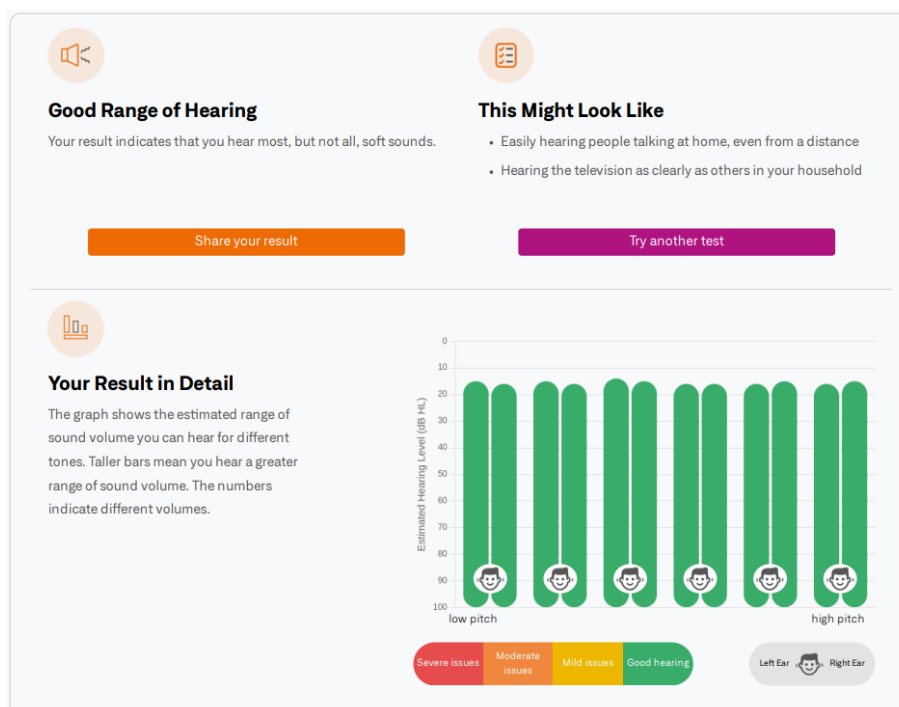 Good Range of Hearing
Your result indicates that you hear most, but not all, soft sounds.
Share your result
This Might Look Like
• Easily hearing people talking at home, even from a distance
• Hearing the television as clearly as others in your household
Try another test
Your Result in Detail
The graph shows the estimated range of
sound volume you can hear for different
tones. Taller bars mean you hear a greater
range of sound volume. The numbers
indicate different volumes.
Estimated Hearing Level (dB HL)
0
10
20
30
40
50
60
70
80
90
100
low pitch
high pitch
Severe issues
Moderate
issues
Mild issues
Good hearing
Left Ear
Right Ear